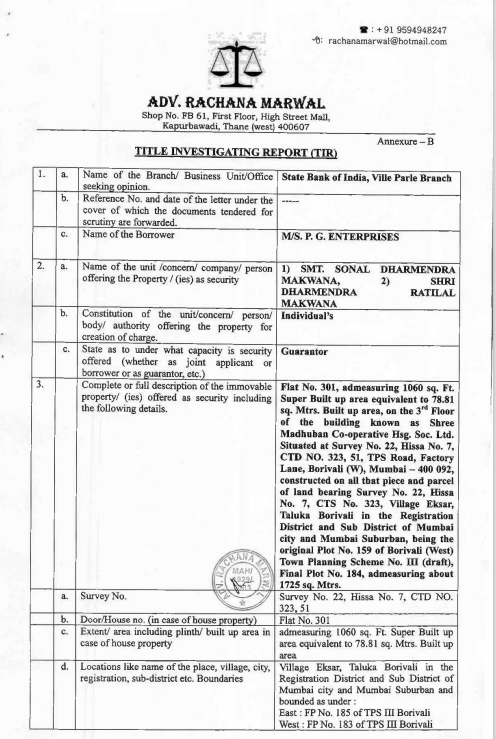 ☎ : + 91 9594948247
rachanamarwal@hotmail.com
ADV. RACHANA MARWAL
Shop No. FB 61, First Floor, High Street Mall,
Kapurbawadi, Thane (west) 400607
Annexure – B
TITLE INVESTIGATING REPORT (TIR)
1. a. Name of the Branch/ Business Unit/Office
seeking opinion.
State Bank of India, Ville Parle Branch
b. Reference No. and date of the letter under the
cover of which the documents tendered for
scrutiny are forwarded.
-----
c. Name of the Borrower
M/S. P. G. ENTERPRISES
2. a. Name of the unit /concern/ company/ person
offering the Property / (ies) as security
1) SMT. SONAL DHARMENDRA
MAKWANA, 2) SHRI
DHARMENDRA RATILAL
MAKWANA
b. Constitution of the unit/concern/ person/
body/ authority offering the property for
creation of charge.
Individual's
c. State as to under what capacity is security
offered (whether as joint applicant or
borrower or as guarantor, etc.)
Guarantor
3. Complete or full description of the immovable
property/ (ies) offered as security including
the following details.
Flat No. 301, admeasuring 1060 sq. Ft.
Super Built up area equivalent to 78.81
sq. Mtrs. Built up area, on the 3rd Floor
of the building known as Shree
Madhuban Co-operative Hsg. Soc. Ltd.
Situated at Survey No. 22, Hissa No. 7,
CTD NO. 323, 51, TPS Road, Factory
Lane, Borivali (W), Mumbai – 400 092,
constructed on all that piece and parcel
of land bearing Survey No. 22, Hissa
No. 7, CTS No. 323, Village Eksar,
Taluka Borivali in the Registration
District and Sub District of Mumbai
city and Mumbai Suburban, being the
original Plot No. 159 of Borivali (West)
Town Planning Scheme No. III (draft),
Final Plot No. 184, admeasuring about
1725 sq. Mtrs.
ADV. RACHANA MARWAL
MAH/
a. Survey No.
Survey No. 22, Hissa No. 7, CTD NO.
323, 51
b. Door/House no. (in case of house property)
Flat No. 301
c. Extent/ area including plinth/ built up area in
case of house property
admeasuring 1060 sq. Ft. Super Built up
area equivalent to 78.81 sq. Mtrs. Built up
area
d. Locations like name of the place, village, city,
registration, sub-district etc. Boundaries
Village Eksar, Taluka Borivali in the
Registration District and Sub District of
Mumbai city and Mumbai Suburban and
bounded as under :
East : FP No. 185 of TPS III Borivali
West : FP No. 183 of TPS III Borivali